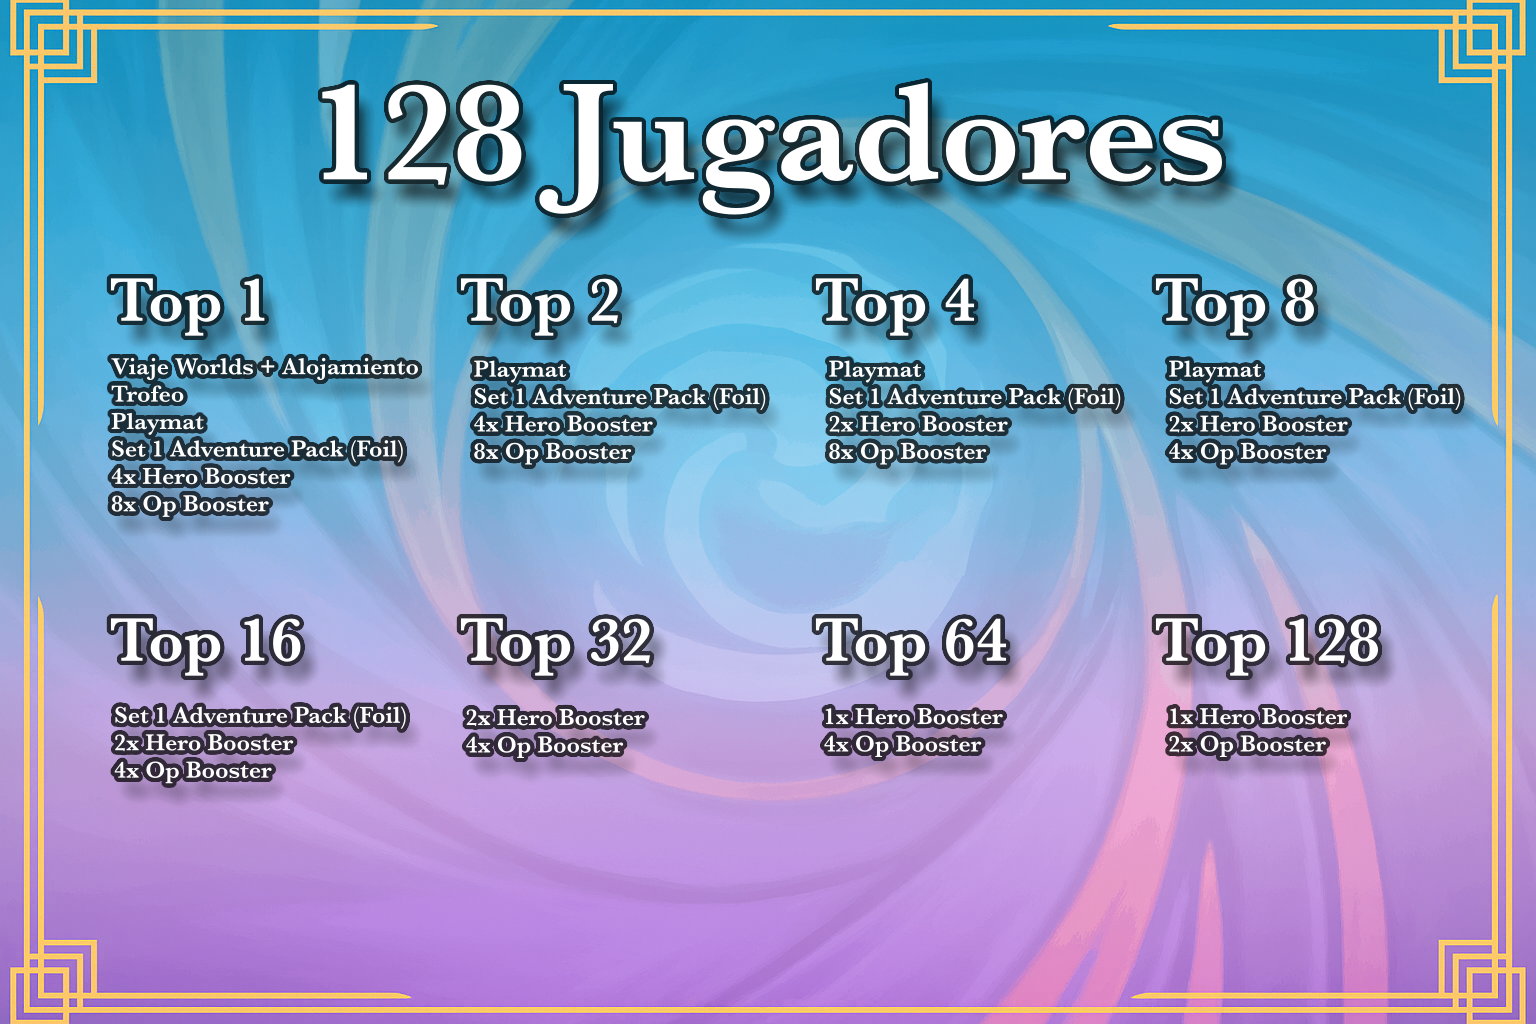 128 Jugadores
Top 1
Viaje Worlds + Alojamiento
Trofeo
Playmat
Set 1 Adventure Pack (Foil)
4x Hero Booster
8x Op Booster
Top 2
Playmat
Set 1 Adventure Pack (Foil)
4x Hero Booster
8x Op Booster
Top 4
Playmat
Set 1 Adventure Pack (Foil)
2x Hero Booster
8x Op Booster
Top 8
Playmat
Set 1 Adventure Pack (Foil)
2x Hero Booster
4x Op Booster
Top 16
Set 1 Adventure Pack (Foil)
2x Hero Booster
4x Op Booster
Top 32
2x Hero Booster
4x Op Booster
Top 64
1x Hero Booster
4x Op Booster
Top 128
1x Hero Booster
2x Op Booster